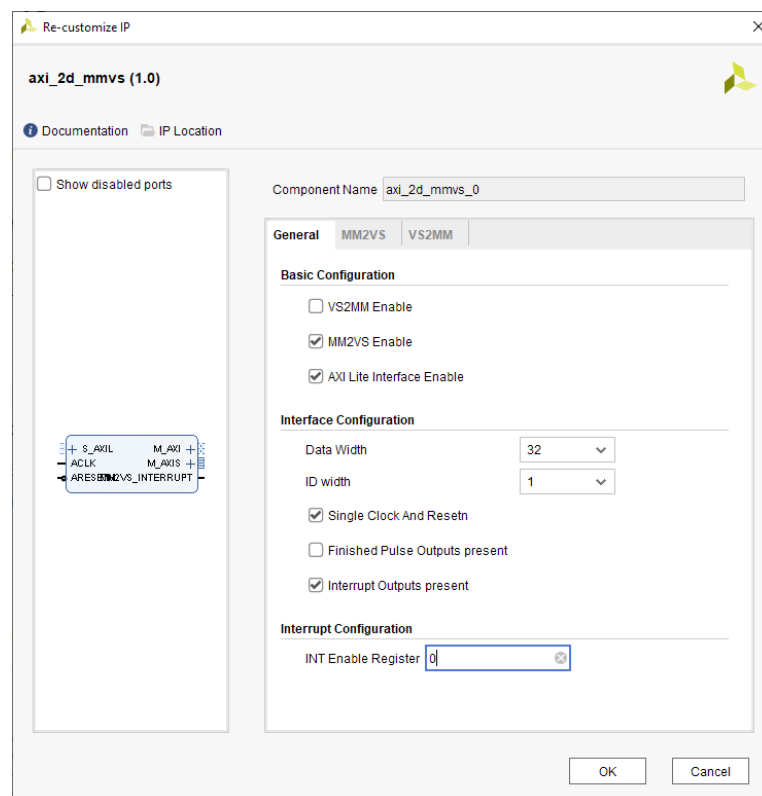 Re-customize IP
axi_2d_mmvs (1.0)
Documentation IP Location
Show disabled ports
S_AXIL M_AXI
ACLK M_AXIS
MM2VS_INTERRUPT
Component Name axi_2d_mmvs_0
General MM2VS VS2MM
Basic Configuration
VS2MM Enable
MM2VS Enable
AXI Lite Interface Enable
Interface Configuration
Data Width 32
ID width 1
Single Clock And Resetn
Finished Pulse Outputs present
Interrupt Outputs present
Interrupt Configuration
INT Enable Register 0
OK Cancel